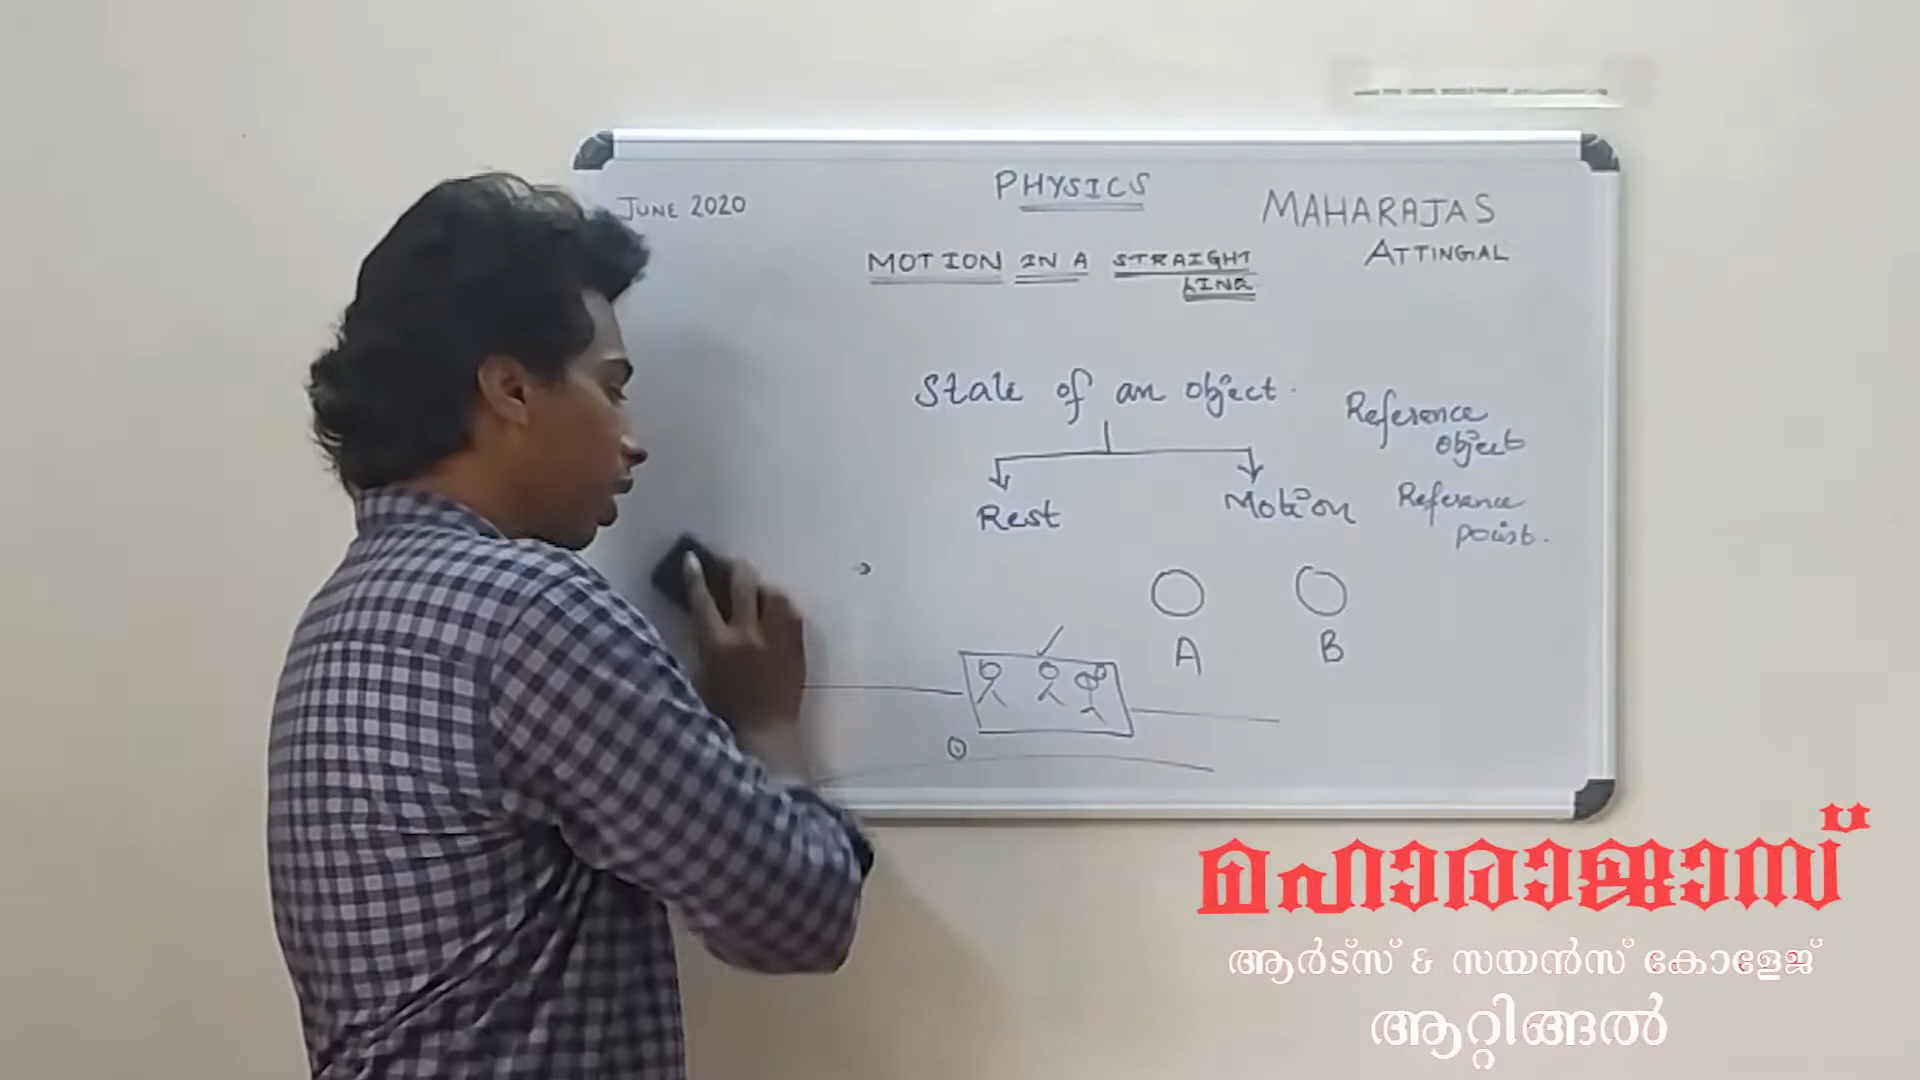 JUNE 2020
PHYSICS
MAHARAJAS
ATTINGAL
MOTION IN A STRAIGHT
LINE
State of an object.
Reference
object
Rest
Motion
Reference
point.
A
B
മഹാരാജാസ്
ആർട്സ് & സയൻസ് കോളേജ്
ആറ്റിങ്ങൽ